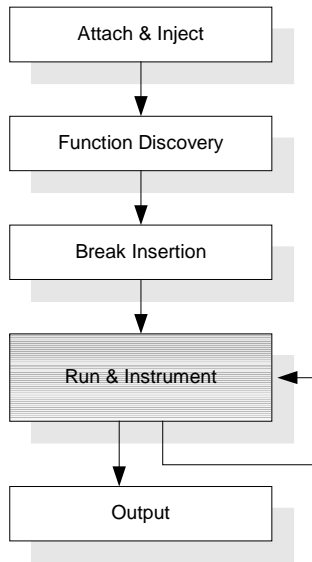 Attach & Inject
Function Discovery
Break Insertion
Run & Instrument
Output